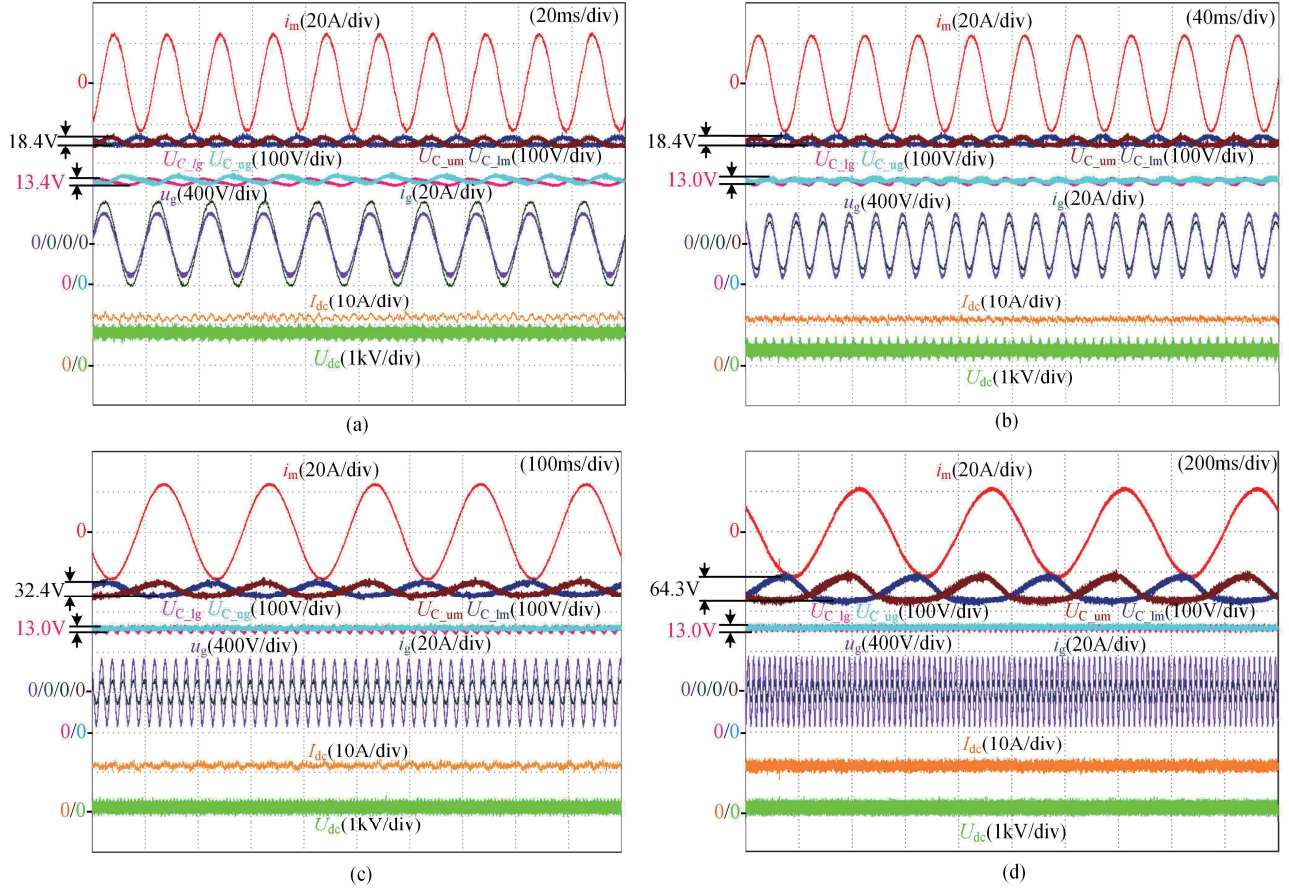 i_m(20A/div) (20ms/div)
0
18.4V
U_C_lg U_C_ug(100V/div) U_C_um U_C_lm(100V/div)
13.4V
u_g(400V/div) i_g(20A/div)
0/0/0/0
0/0
I_dc(10A/div)
U_dc(1kV/div)
0/0
(a)
i_m(20A/div) (40ms/div)
0
18.4V
U_C_lg U_C_ug(100V/div) U_C_um U_C_lm(100V/div)
13.0V
u_g(400V/div) i_g(20A/div)
0/0/0/0
0/0
I_dc(10A/div)
0/0
U_dc(1kV/div)
(b)
i_m(20A/div) (100ms/div)
0
32.4V
U_C_lg U_C_ug(100V/div) U_C_um U_C_lm(100V/div)
13.0V
u_g(400V/div) i_g(20A/div)
0/0/0/0
0/0
I_dc(10A/div)
0/0
U_dc(1kV/div)
(c)
i_m(20A/div) (200ms/div)
0
64.3V
U_C_lg U_C_ug(100V/div) U_C_um U_C_lm(100V/div)
13.0V
u_g(400V/div) i_g(20A/div)
0/0/0/0
0/0
I_dc(10A/div)
0/0
U_dc(1kV/div)
(d)